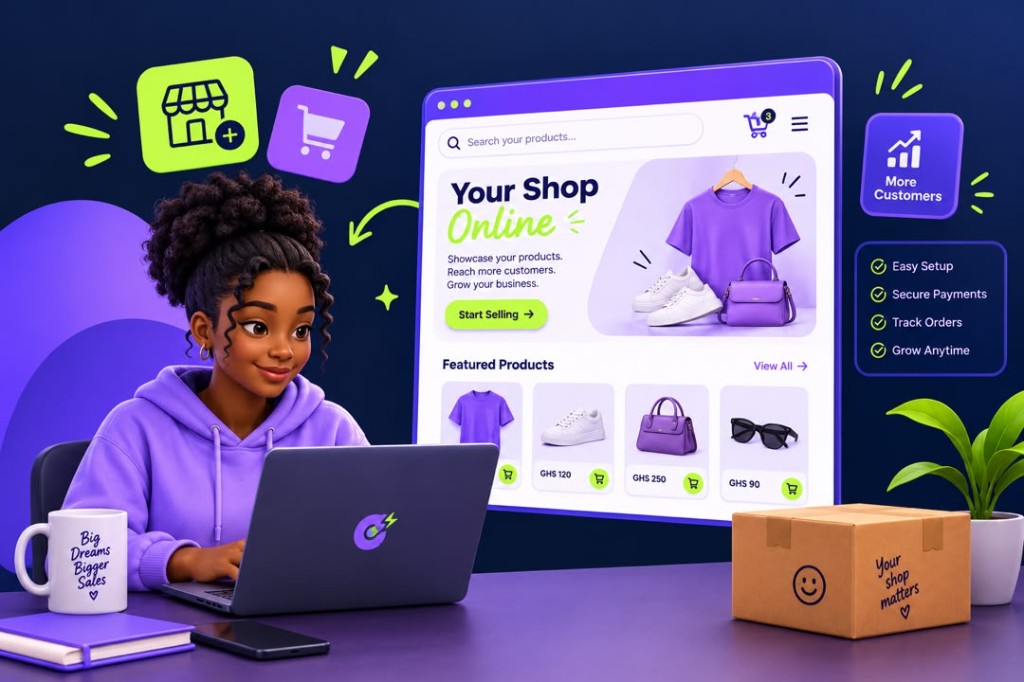 Search your products...
3
Your Shop
Online
Showcase your products.
Reach more customers.
Grow your business.
Start Selling →
Featured Products
View All →
GHS 120
GHS 250
GHS 90
More
Customers
Easy Setup
Secure Payments
Track Orders
Grow Anytime
Big
Dreams
Bigger
Sales
Your
shop
matters